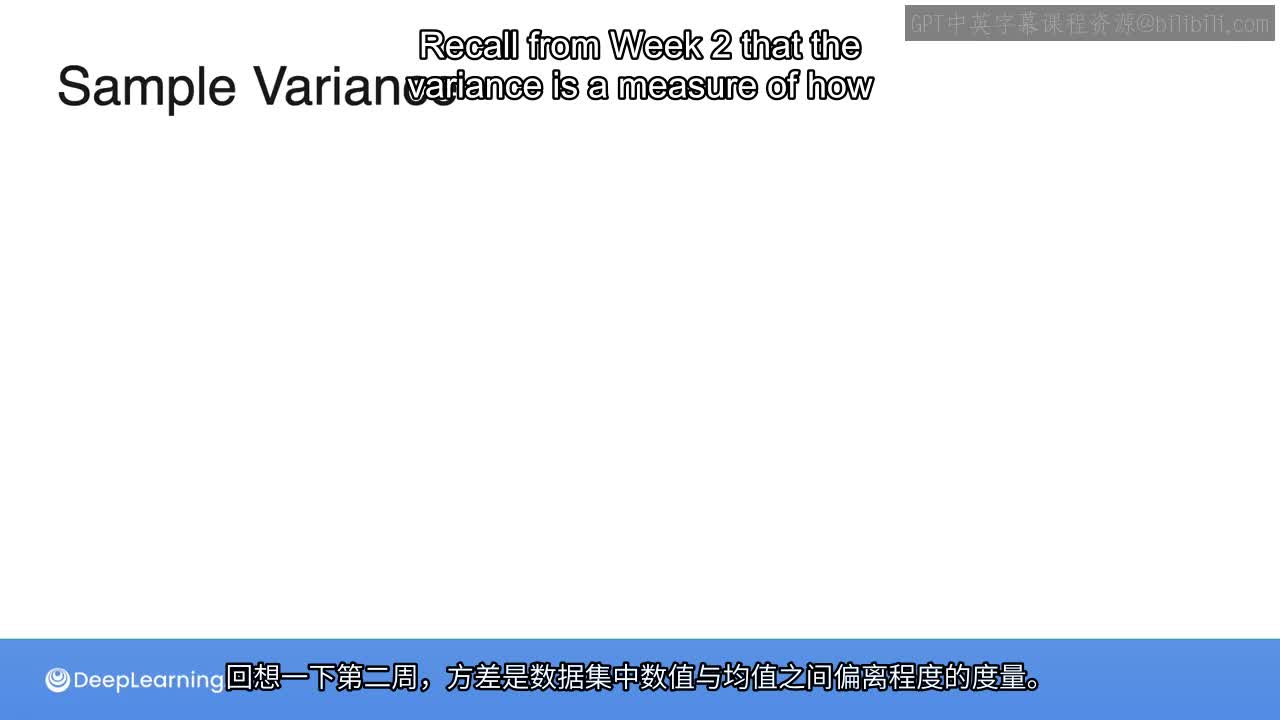 GPT中英字幕课程资源@bilibili.com
Recall from Week 2 that the
variance is a measure of how
Sample Variance
DeepLearning
回想一下第二周，方差是数据集中数值与均值之间偏离程度的度量。